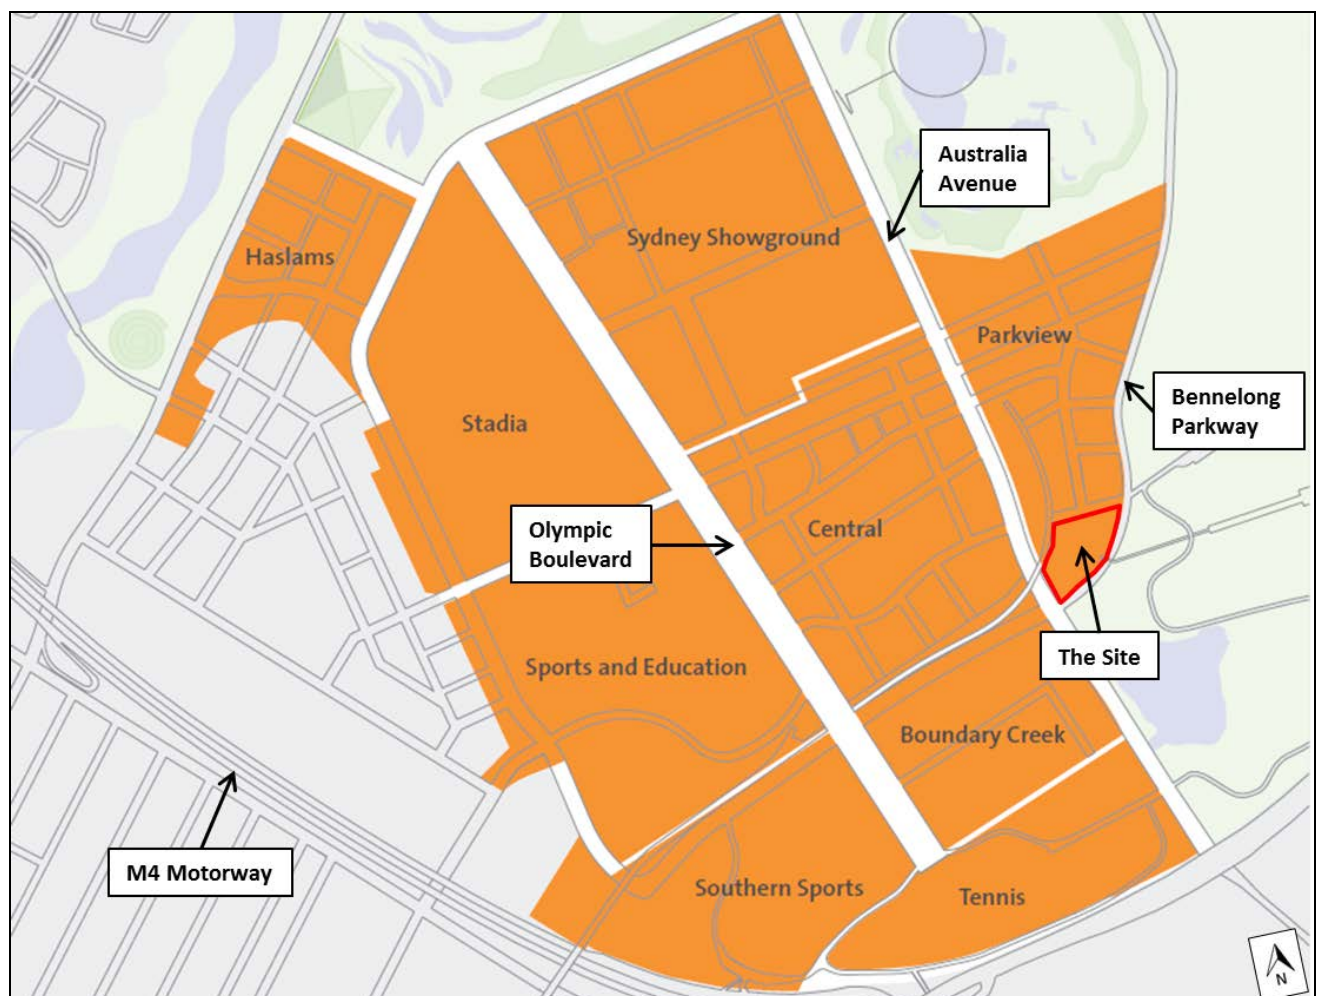 Australia
Avenue
Sydney Showground
Haslams
Parkview
Bennelong
Parkway
Stadia
Olympic
Boulevard
Central
The Site
Sports and Education
Boundary Creek
M4 Motorway
Southern Sports
Tennis
N